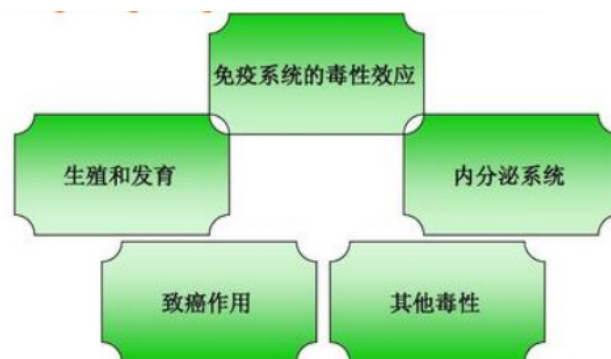 免疫系统的毒性效应
生殖和发育
内分泌系统
致癌作用
其他毒性